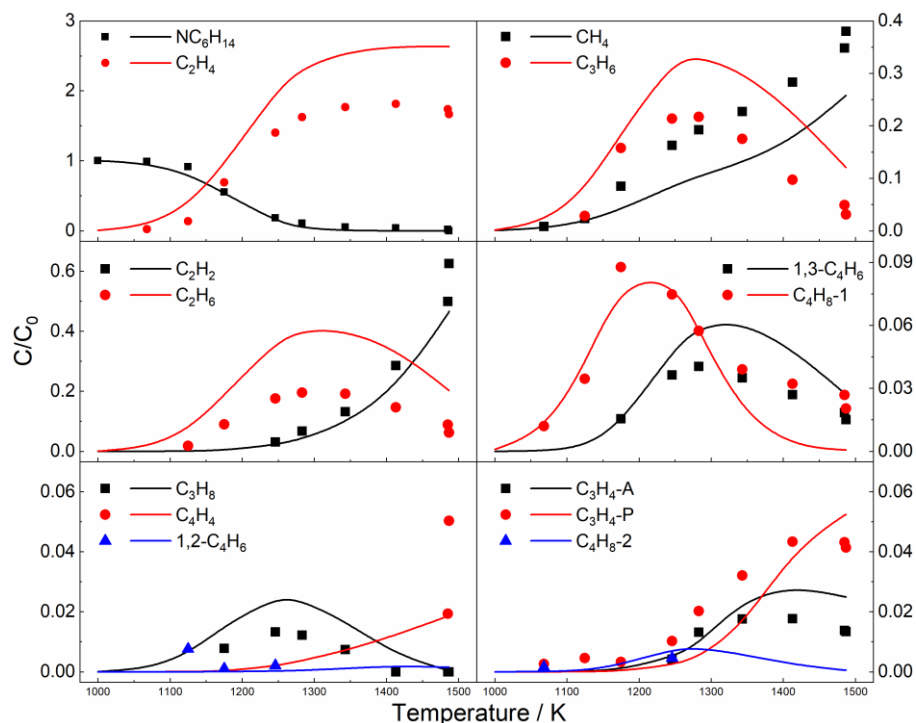 3
2
1
0
NC₆H₁₄
C₂H₄
CH₄
C₃H₆
0.4
0.3
0.2
0.1
0.0
C/C₀
0.6
0.4
0.2
0.0
C₂H₂
C₂H₆
1,3-C₄H₆
C₄H₈-1
0.09
0.06
0.03
0.00
0.06
0.04
0.02
0.00
C₃H₈
C₄H₄
1,2-C₄H₆
C₃H₄-A
C₃H₄-P
C₄H₈-2
0.06
0.04
0.02
0.00
1000 1100 1200 1300 1400 1500
1000 1100 1200 1300 1400 1500
Temperature / K